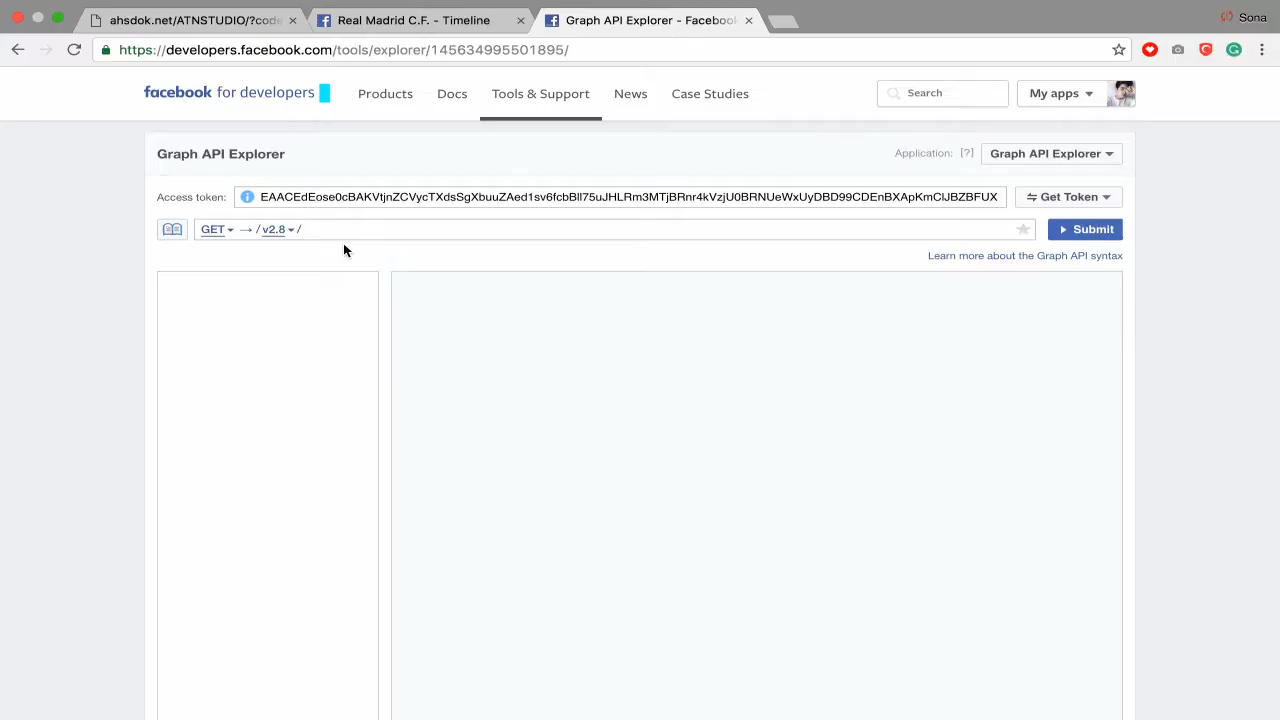 ahsdok.net/ATNSTUDIO/?code
Real Madrid C.F. - Timeline
Graph API Explorer - Facebook
Sona
https://developers.facebook.com/tools/explorer/145634995501895/
facebook for developers
Products
Docs
Tools & Support
News
Case Studies
Search
My apps
Graph API Explorer
Application: [?]
Graph API Explorer
Access token:
EAACEdEose0cBAKVtjnZCVycTXdsSgXbuuZAed1sv6fcbBll75uJHLRm3MTjBRnr4kVzjU0BRNUeWxUyDBD99CDEnBXApKmClJBZBFUX
Get Token
GET → / v2.8 /
Submit
Learn more about the Graph API syntax